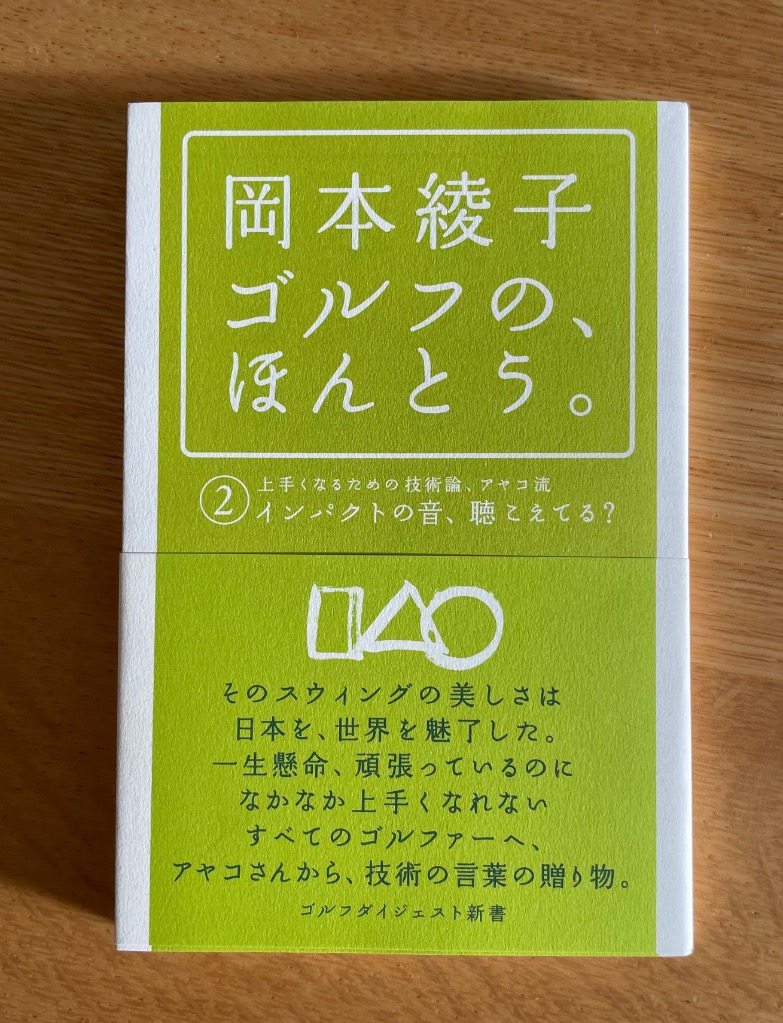 岡本綾子
ゴルフの、
ほんとう。
② 上手くなるための技術論、アヤコ流
インパクトの音、聴こえてる?
そのスウィングの美しさは
日本を、世界を魅了した。
一生懸命、頑張っているのに
なかなか上手くなれない
すべてのゴルファーへ、
アヤコさんから、技術の言葉の贈り物。
ゴルフダイジェスト新書